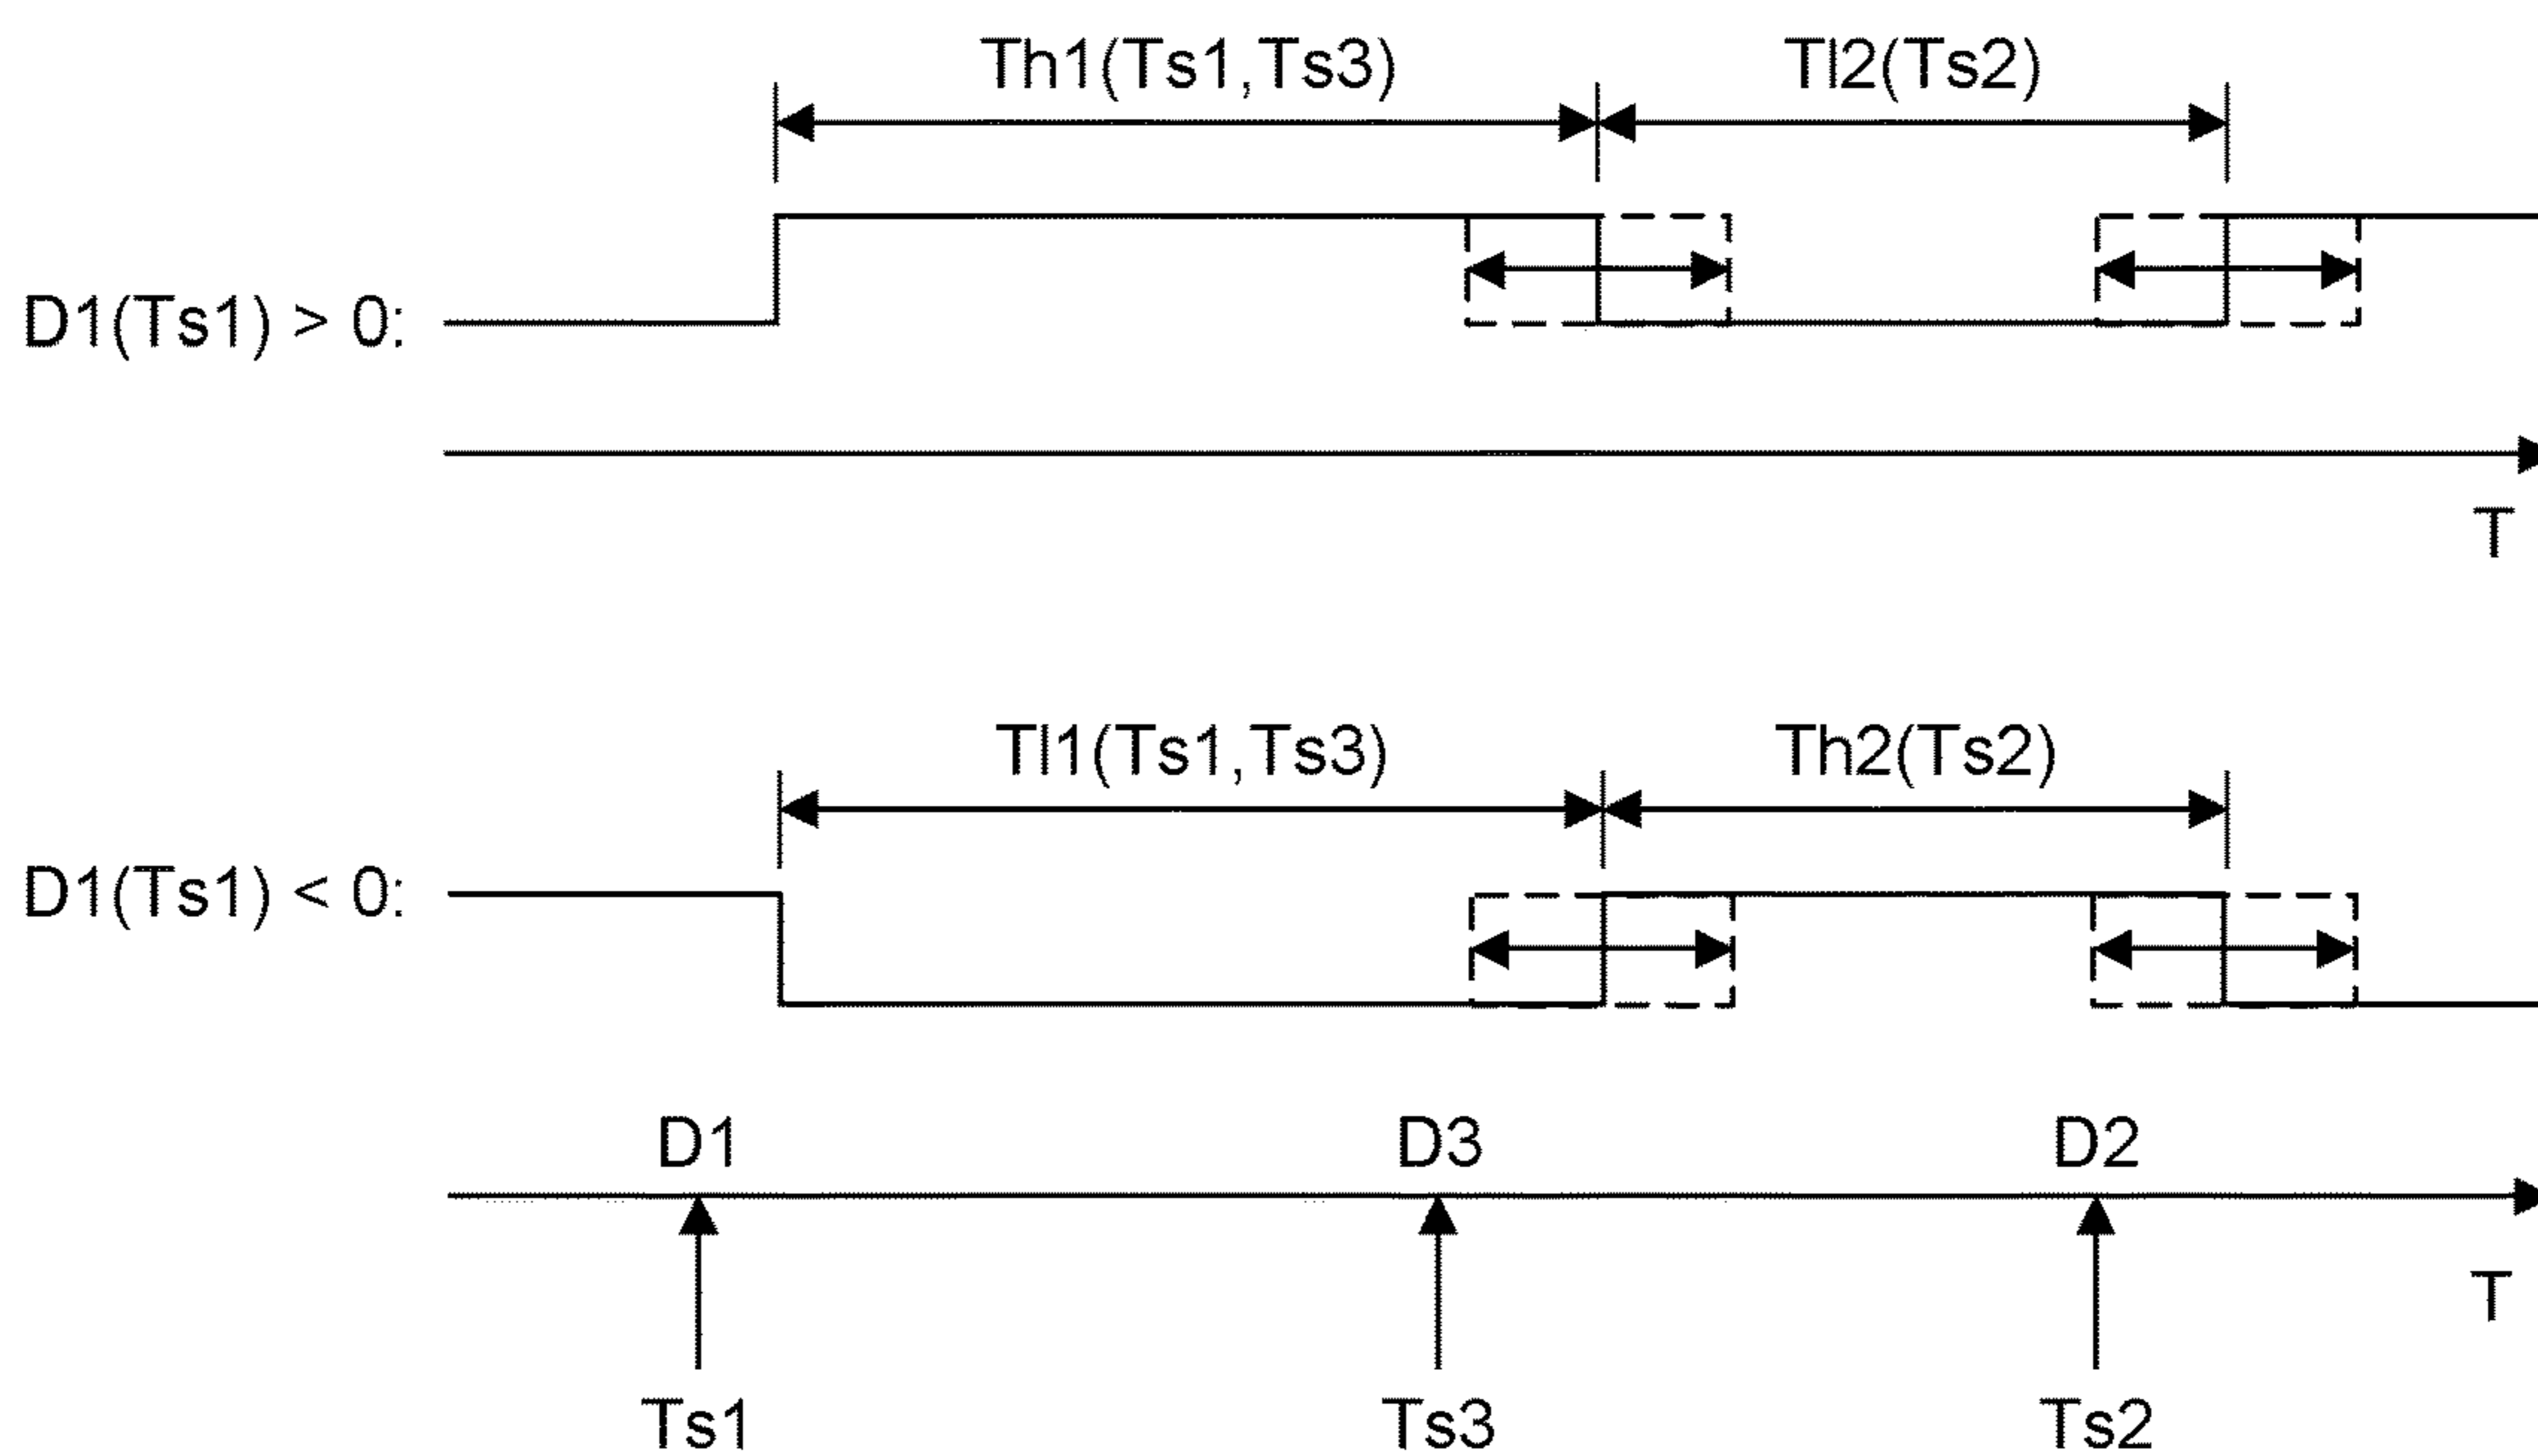 Th1(Ts1,Ts3) Tl2(Ts2)
D1(Ts1) > 0:
T
Tl1(Ts1,Ts3) Th2(Ts2)
D1(Ts1) < 0:
D1 D3 D2
T
Ts1 Ts3 Ts2